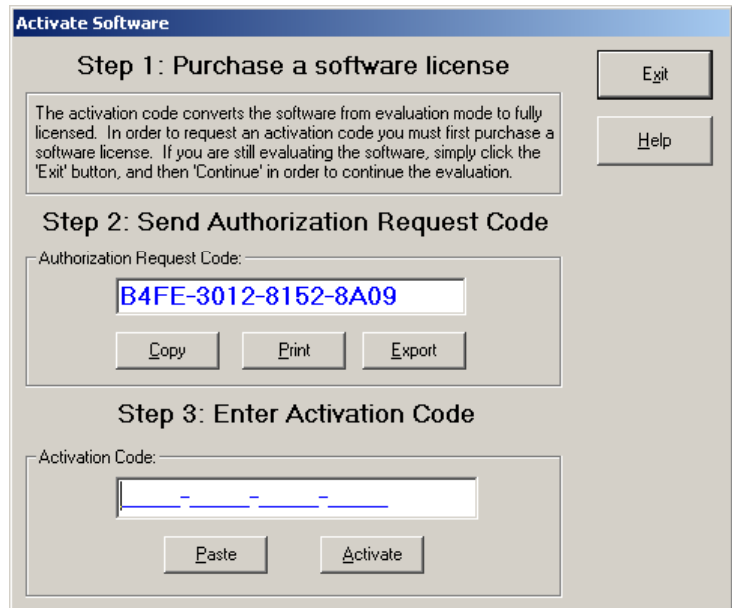 Activate Software
Step 1: Purchase a software license
Exit
The activation code converts the software from evaluation mode to fully
licensed. In order to request an activation code you must first purchase a
software license. If you are still evaluating the software, simply click the
'Exit' button, and then 'Continue' in order to continue the evaluation.
Help
Step 2: Send Authorization Request Code
Authorization Request Code:
B4FE-3012-8152-8A09
Copy Print Export
Step 3: Enter Activation Code
Activation Code:
____-____-____-____
Paste Activate